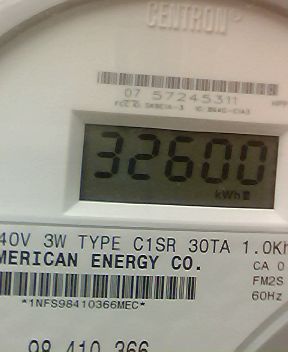 CENTRON®
07 57245311
32600
kWh
40V 3W TYPE C1SR 30TA 1.0Kh
MERICAN ENERGY CO.
CA 0
FM2S
60Hz
*1NFS98410366MEC*
98 410 366